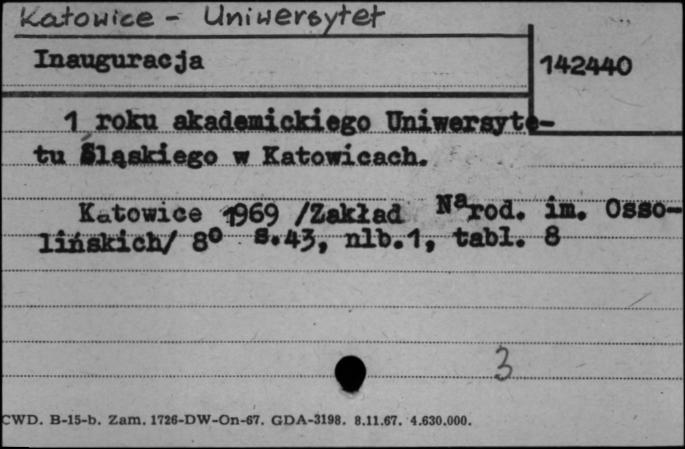 Katowice - Uniwersytet
Inauguracja
142440
1 roku akademickiego Uniwersyte-
tu Śląskiego w Katowicach.
Katowice 1969 /Zakład Narod. im. Osso-
lińskich/ 8° s.43, nlb.1, tabl. 8
3
CWD. B-15-b. Zam. 1726-DW-On-67. GDA-3198. 8.11.67. 4.630.000.